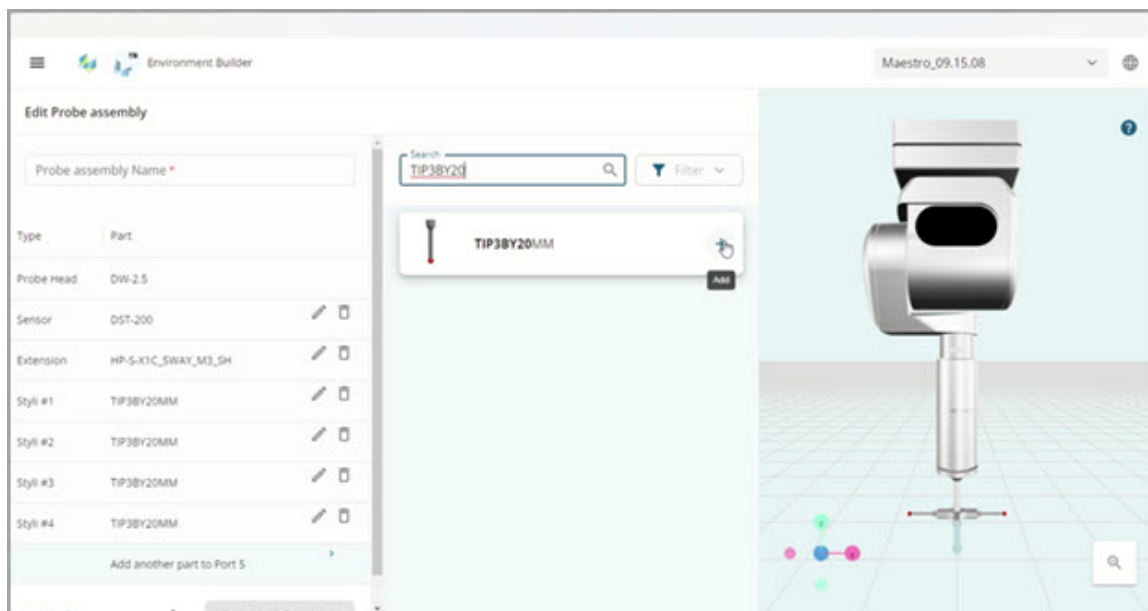 Environment Builder
Maestro_09.15.08
Edit Probe assembly
Probe assembly Name *
Type Part
Probe Head DW-2.5
Sensor DST-200
Extension HP-S-X1C_SWAY_M3_SH
Styli #1 TIP3BY20MM
Styli #2 TIP3BY20MM
Styli #3 TIP3BY20MM
Styli #4 TIP3BY20MM
Add another part to Port 5
Search
TIP3BY20
Filter
TIP3BY20MM
Add
?